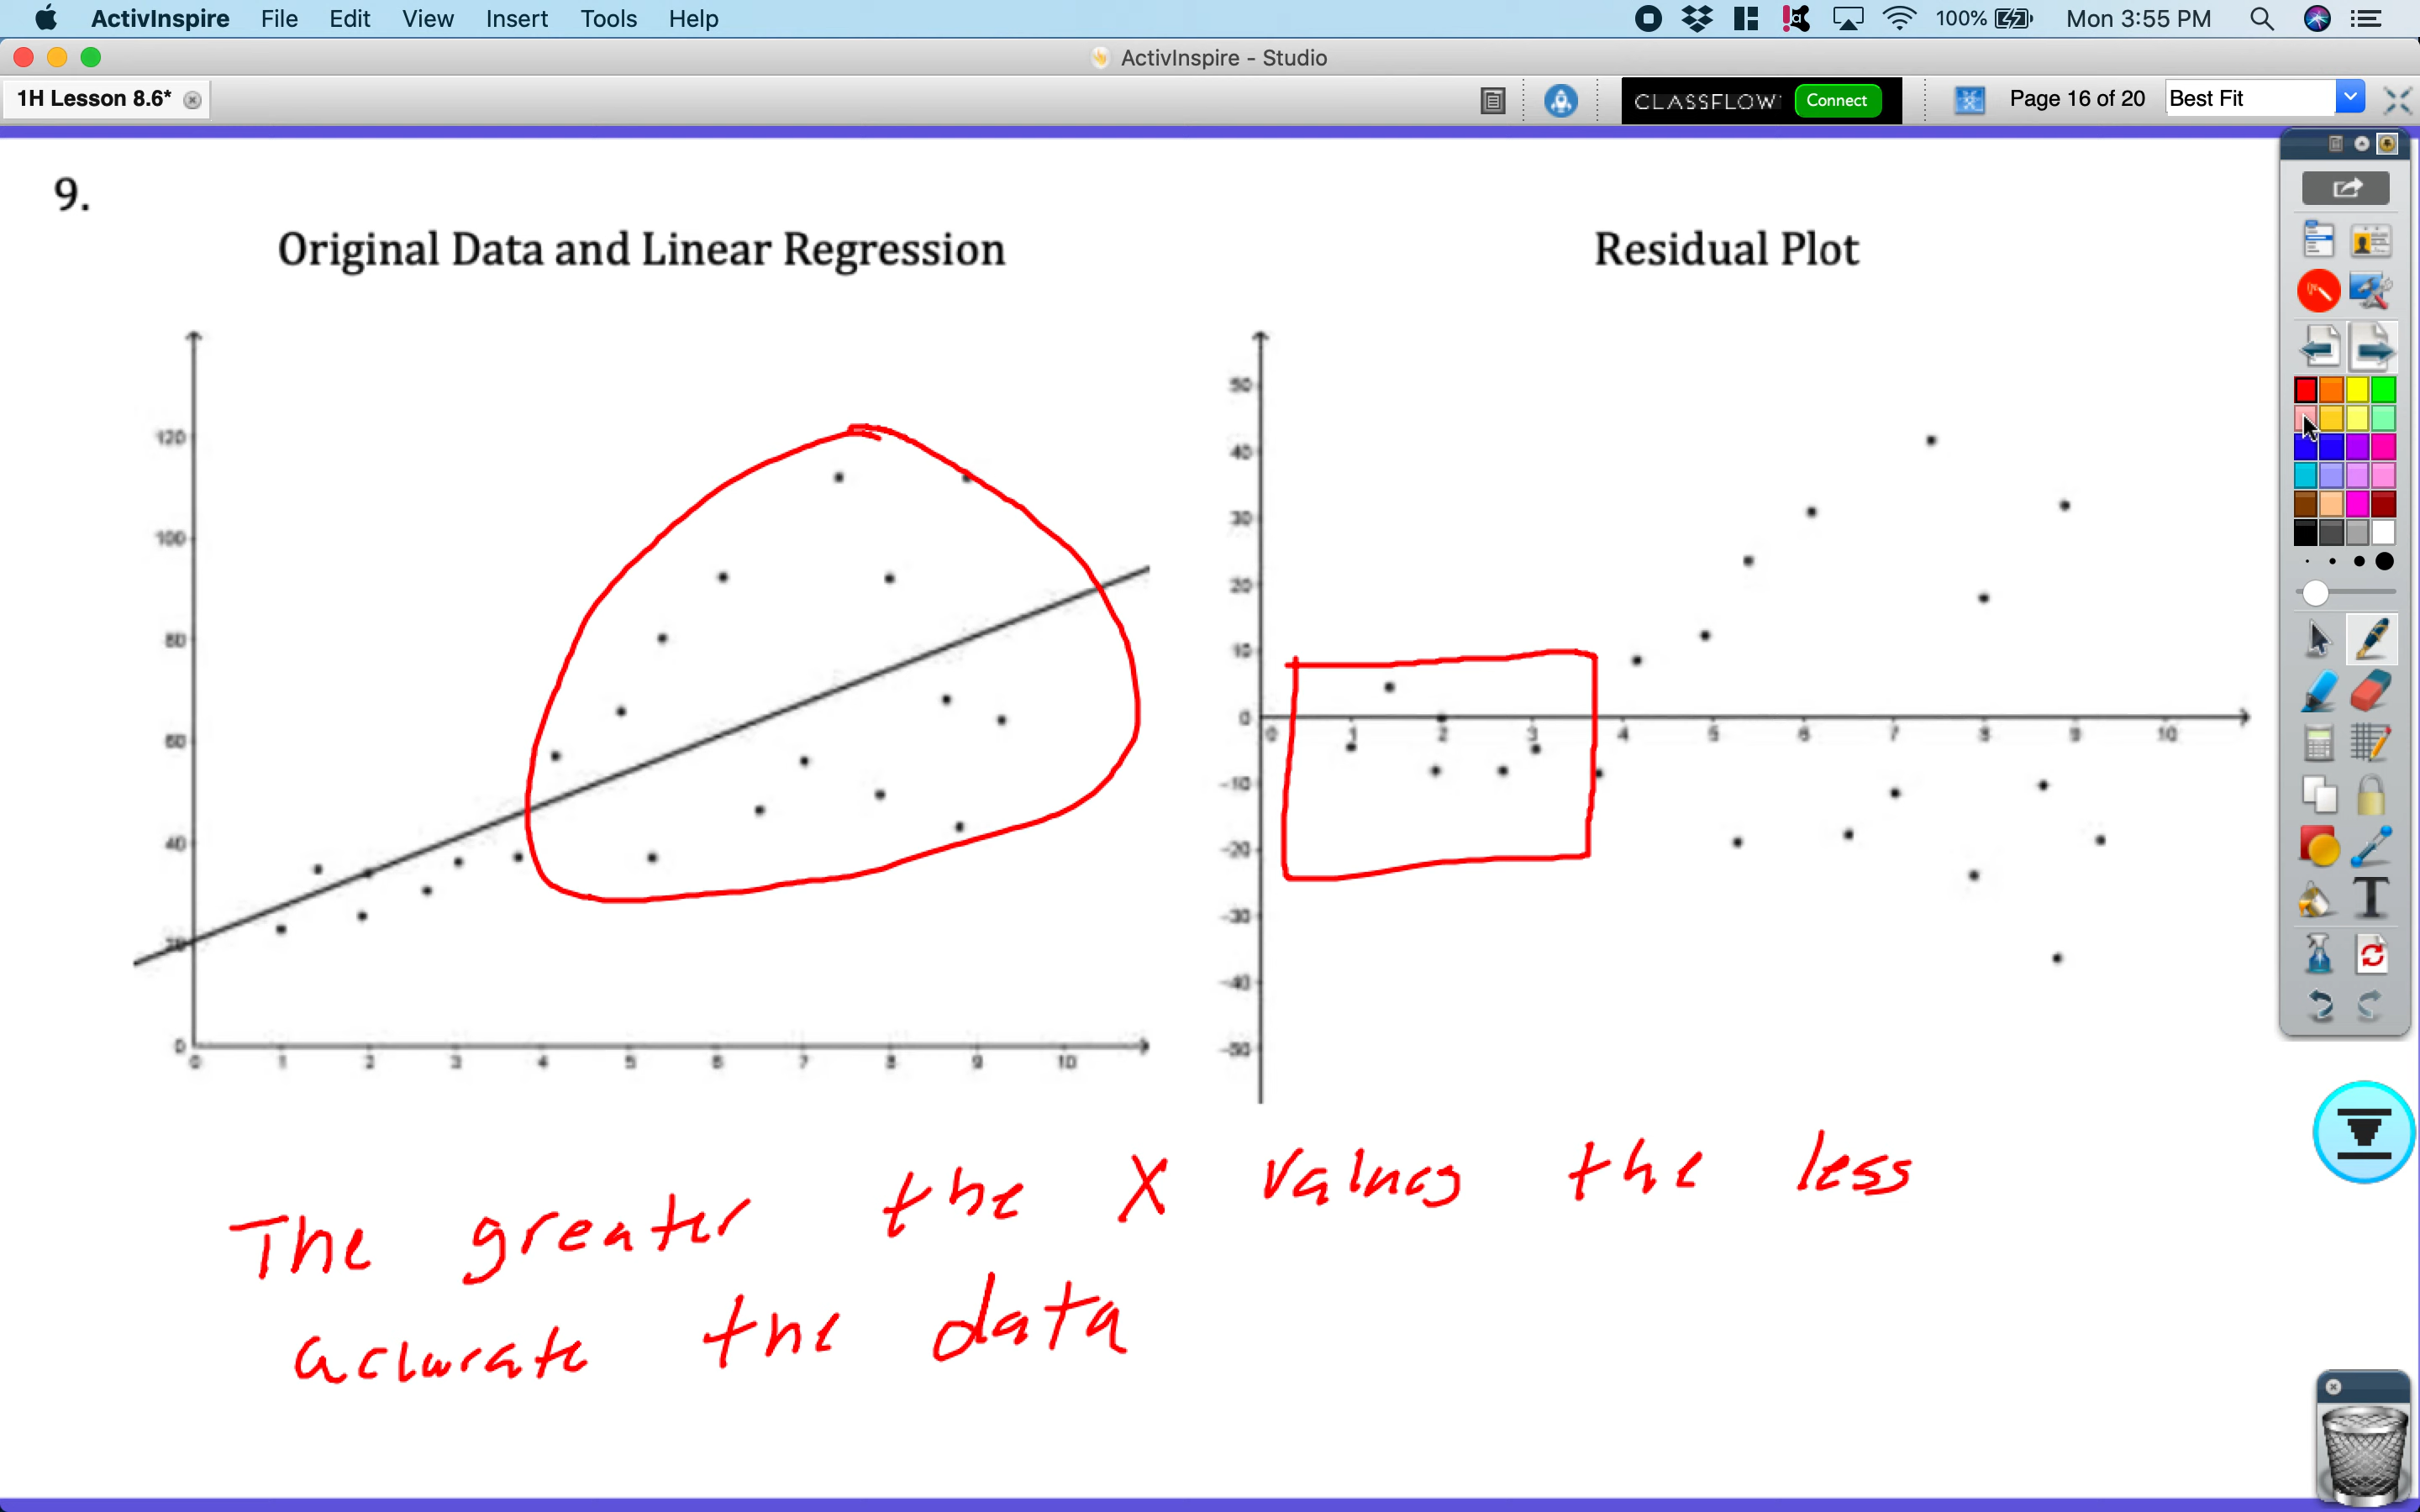 ActivInspire File Edit View Insert Tools Help 100% Mon 3:55 PM
ActivInspire - Studio
1H Lesson 8.6* CLASSFLOW Connect Page 16 of 20 Best Fit
9.
Original Data and Linear Regression
Residual Plot
120
100
80
60
40
20
0
0 1 2 3 4 5 6 7 8 9 10
50
40
30
20
10
0
0 1 2 3 4 5 6 7 8 9 10
-10
-20
-30
-40
-50
The greater the X values the less
accurate the data